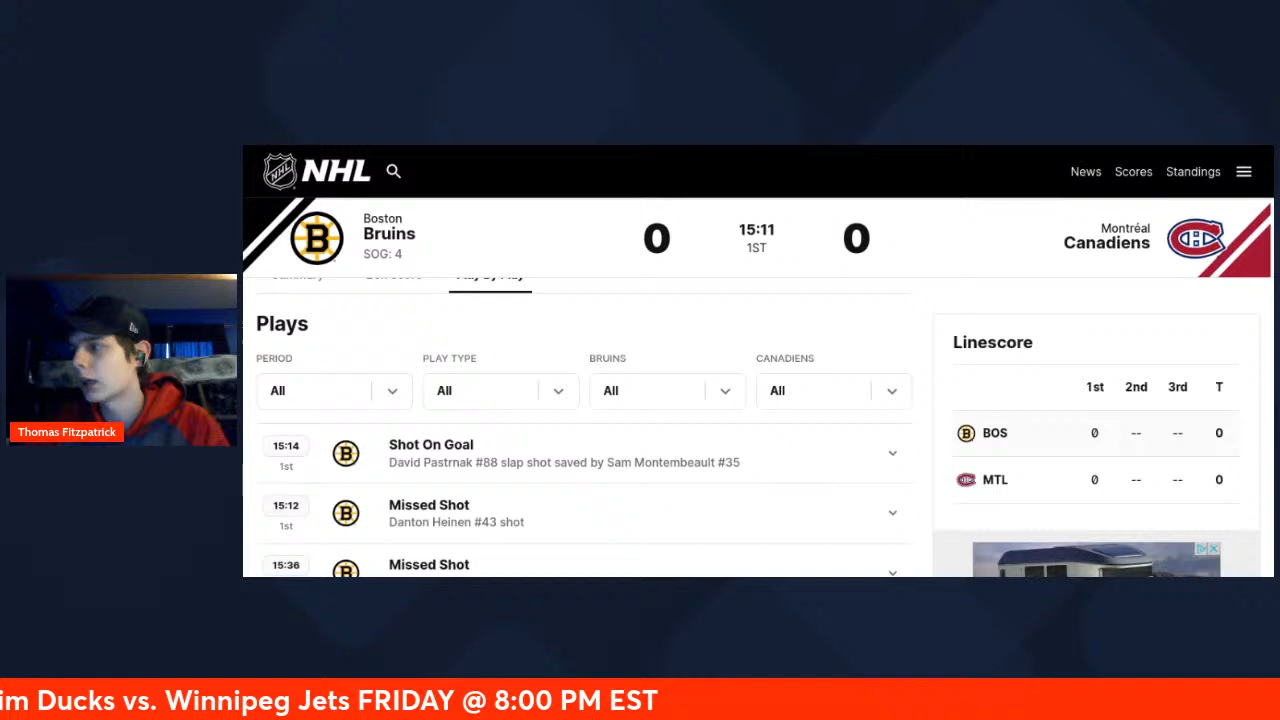 NHL
News Scores Standings
Boston
Bruins
SOG: 4
0
15:11
1ST
0
Montréal
Canadiens
Play By Play
Plays
PERIOD PLAY TYPE BRUINS CANADIENS
All All All All
15:14
1st
Shot On Goal
David Pastrnak #88 slap shot saved by Sam Montembeault #35
15:12
1st
Missed Shot
Danton Heinen #43 shot
15:36
Missed Shot
Linescore
1st 2nd 3rd T
BOS 0 -- -- 0
MTL 0 -- -- 0
Thomas Fitzpatrick
im Ducks vs. Winnipeg Jets FRIDAY @ 8:00 PM EST